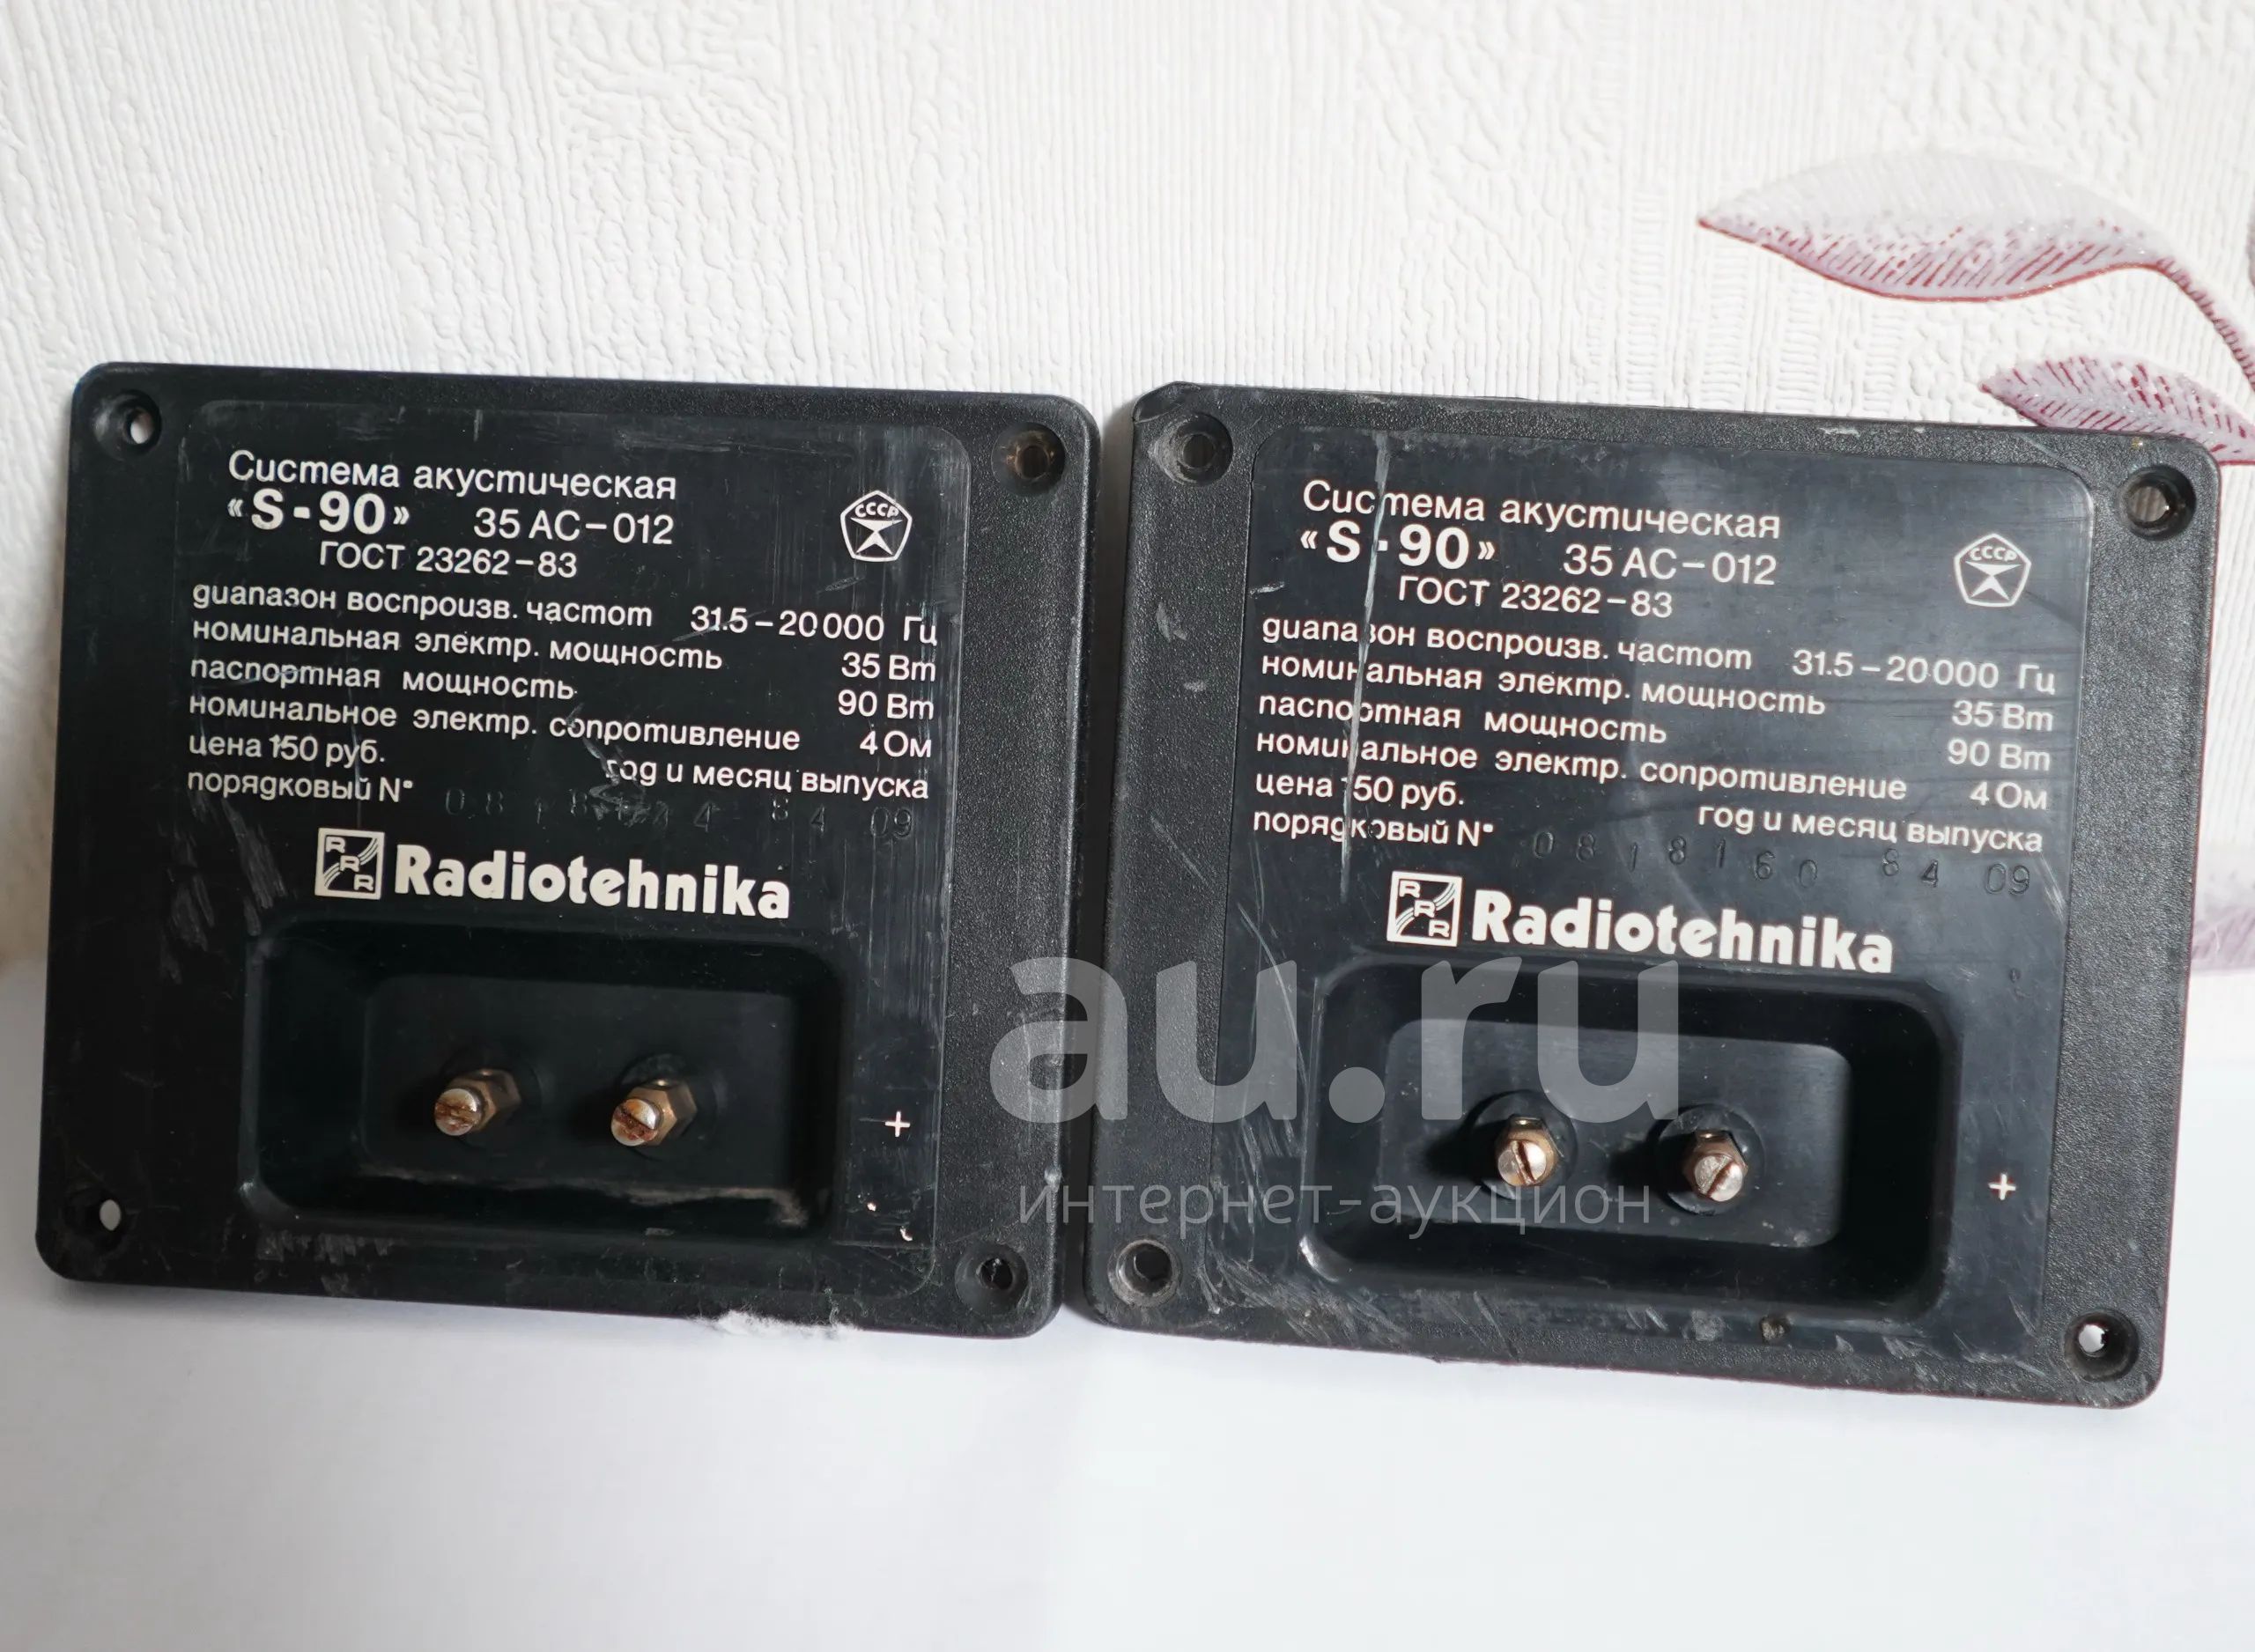 Система акустическая
«S-90» 35 АС-012
ГОСТ 23262-83
СССР
диапазон воспроизв. частот 31.5-20000 Гц
номинальная электр. мощность 35 Вт
паспортная мощность 90 Вт
номинальное электр. сопротивление 4 Ом
цена 150 руб. год и месяц выпуска
порядковый N° 84 09
RRR Radiotehnika
+
Система акустическая
«S-90» 35 АС-012
ГОСТ 23262-83
СССР
диапазон воспроизв. частот 31.5-20000 Гц
номинальная электр. мощность 35 Вт
паспортная мощность 90 Вт
номинальное электр. сопротивление 4 Ом
цена 150 руб. год и месяц выпуска
порядковый N° 0818160 84 09
RRR Radiotehnika
+
au.ru
интернет-аукцион